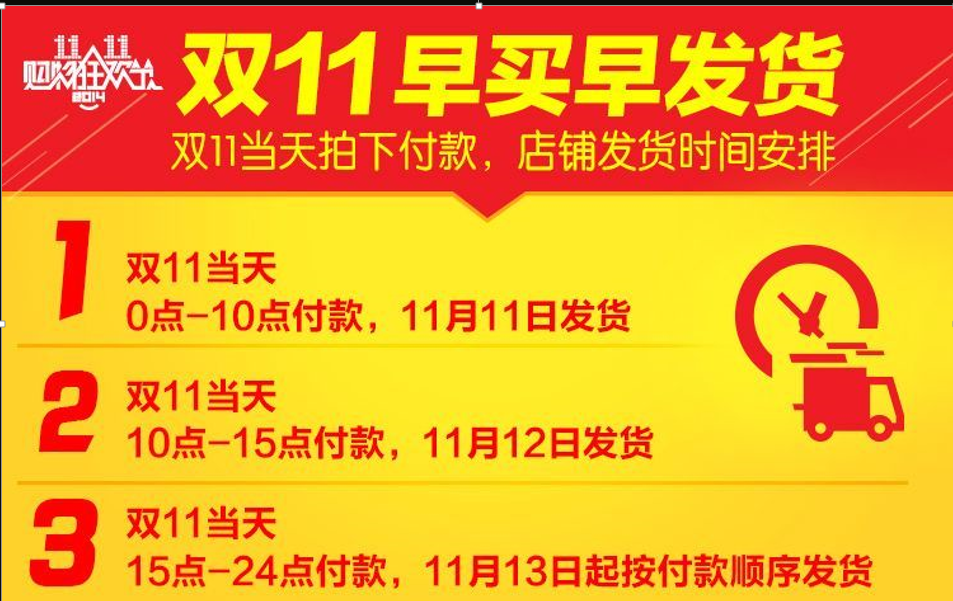 11 11
购物狂欢节
2014
双11早买早发货
双11当天拍下付款，店铺发货时间安排
1
双11当天
0点-10点付款，11月11日发货
2
双11当天
10点-15点付款，11月12日发货
3
双11当天
15点-24点付款，11月13日起按付款顺序发货